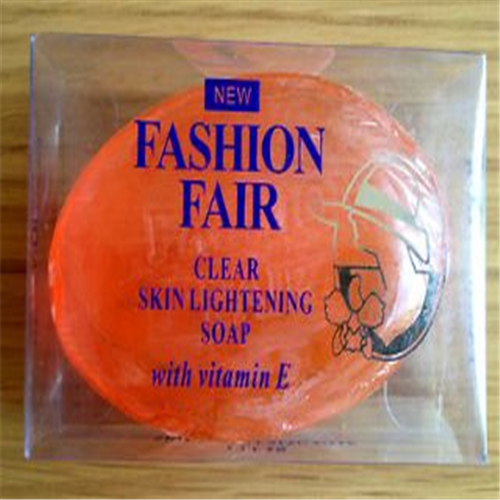 NEW
FASHION
FAIR
CLEAR
SKIN LIGHTENING
SOAP
with vitamin E